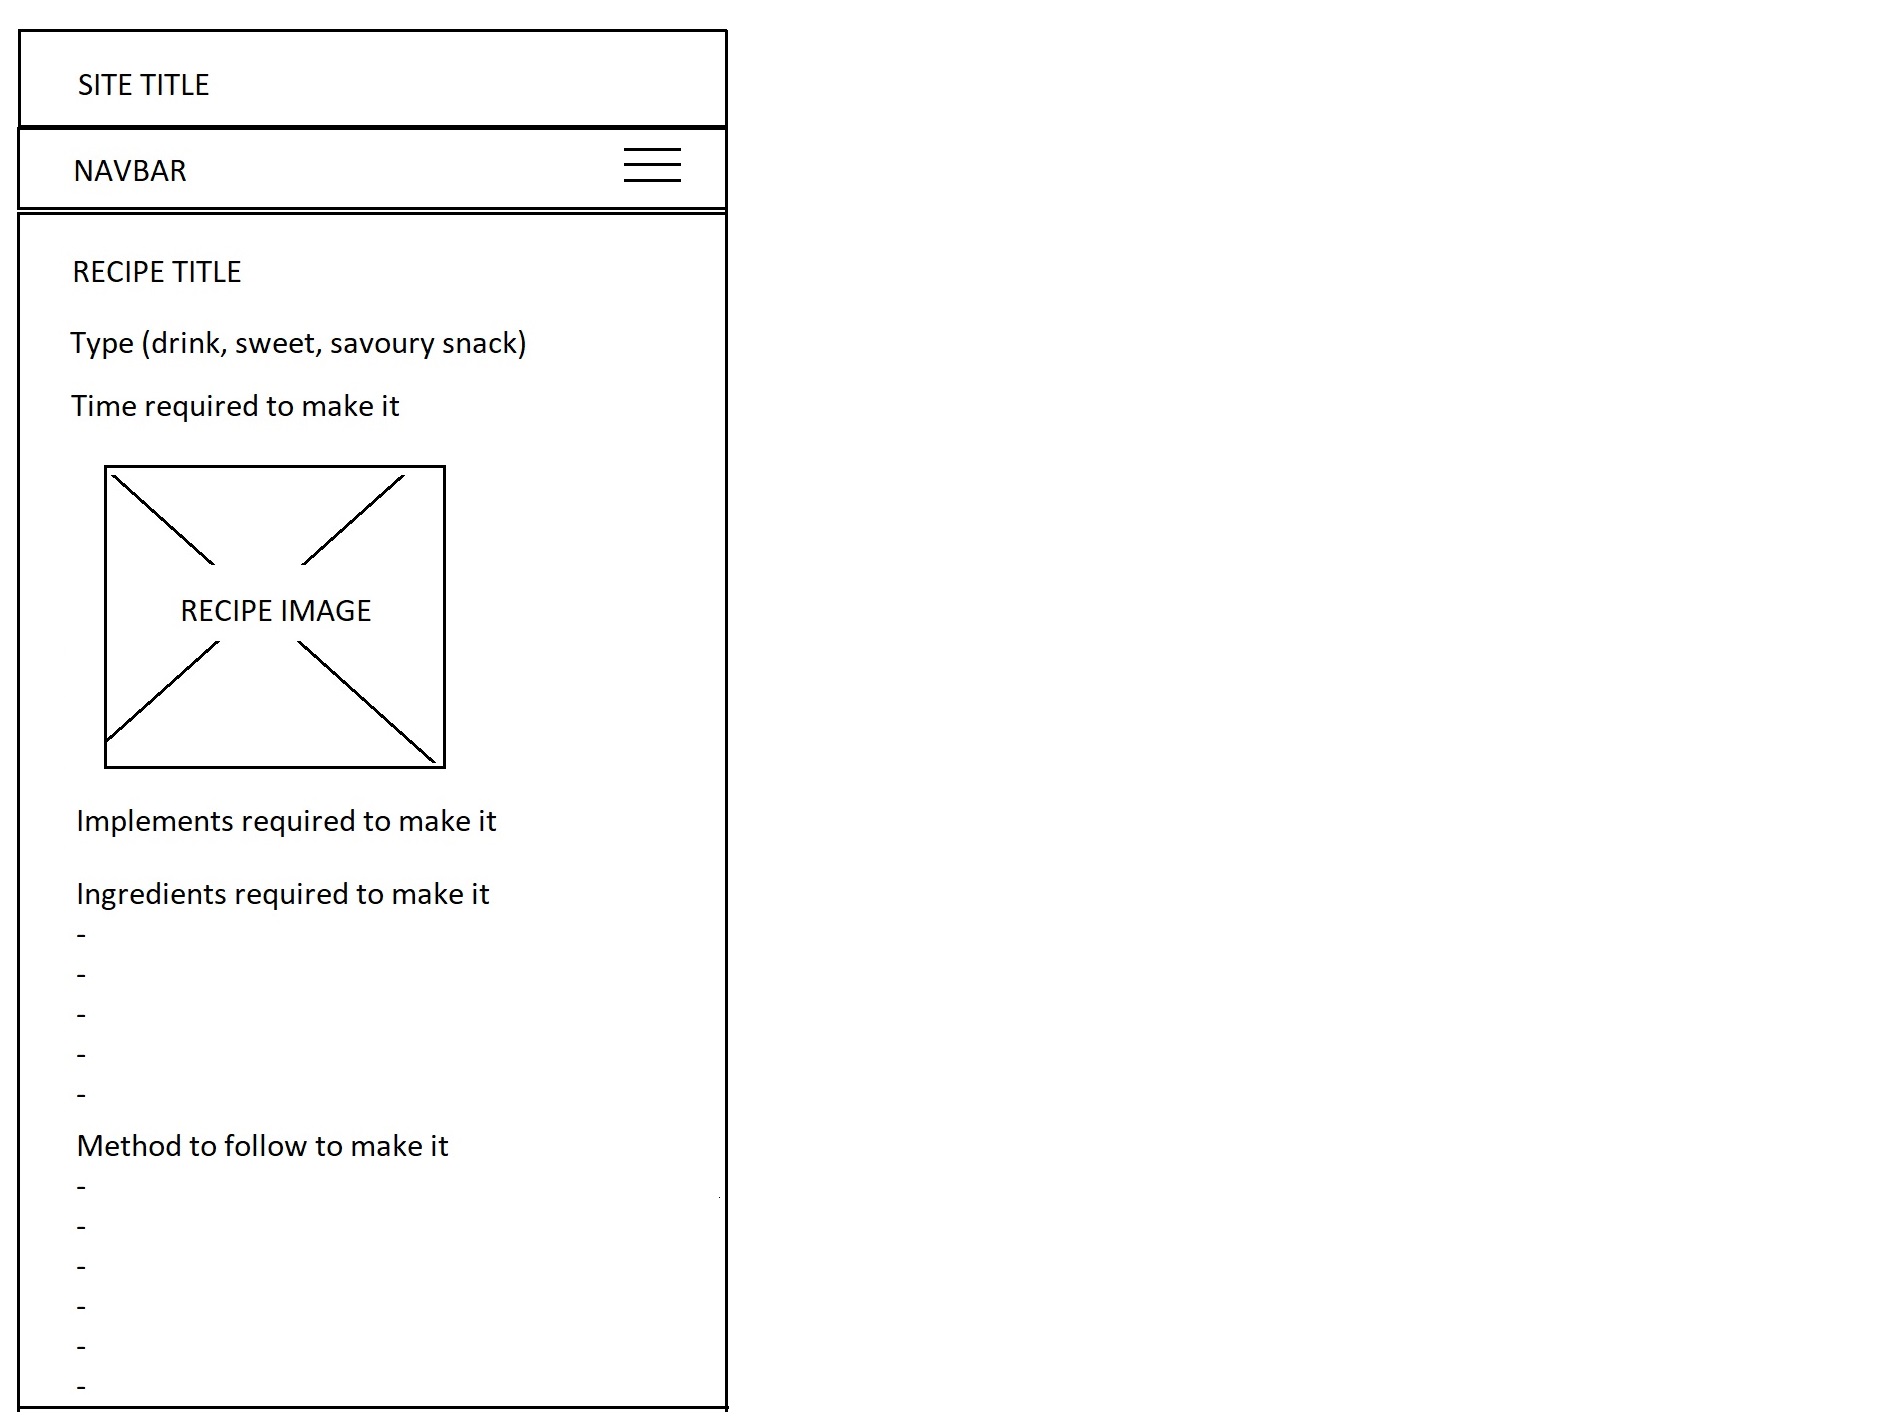 SITE TITLE
NAVBAR
RECIPE TITLE
Type (drink, sweet, savoury snack)
Time required to make it
RECIPE IMAGE
Implements required to make it
Ingredients required to make it
-
-
-
-
-
Method to follow to make it
-
-
-
-
-
-